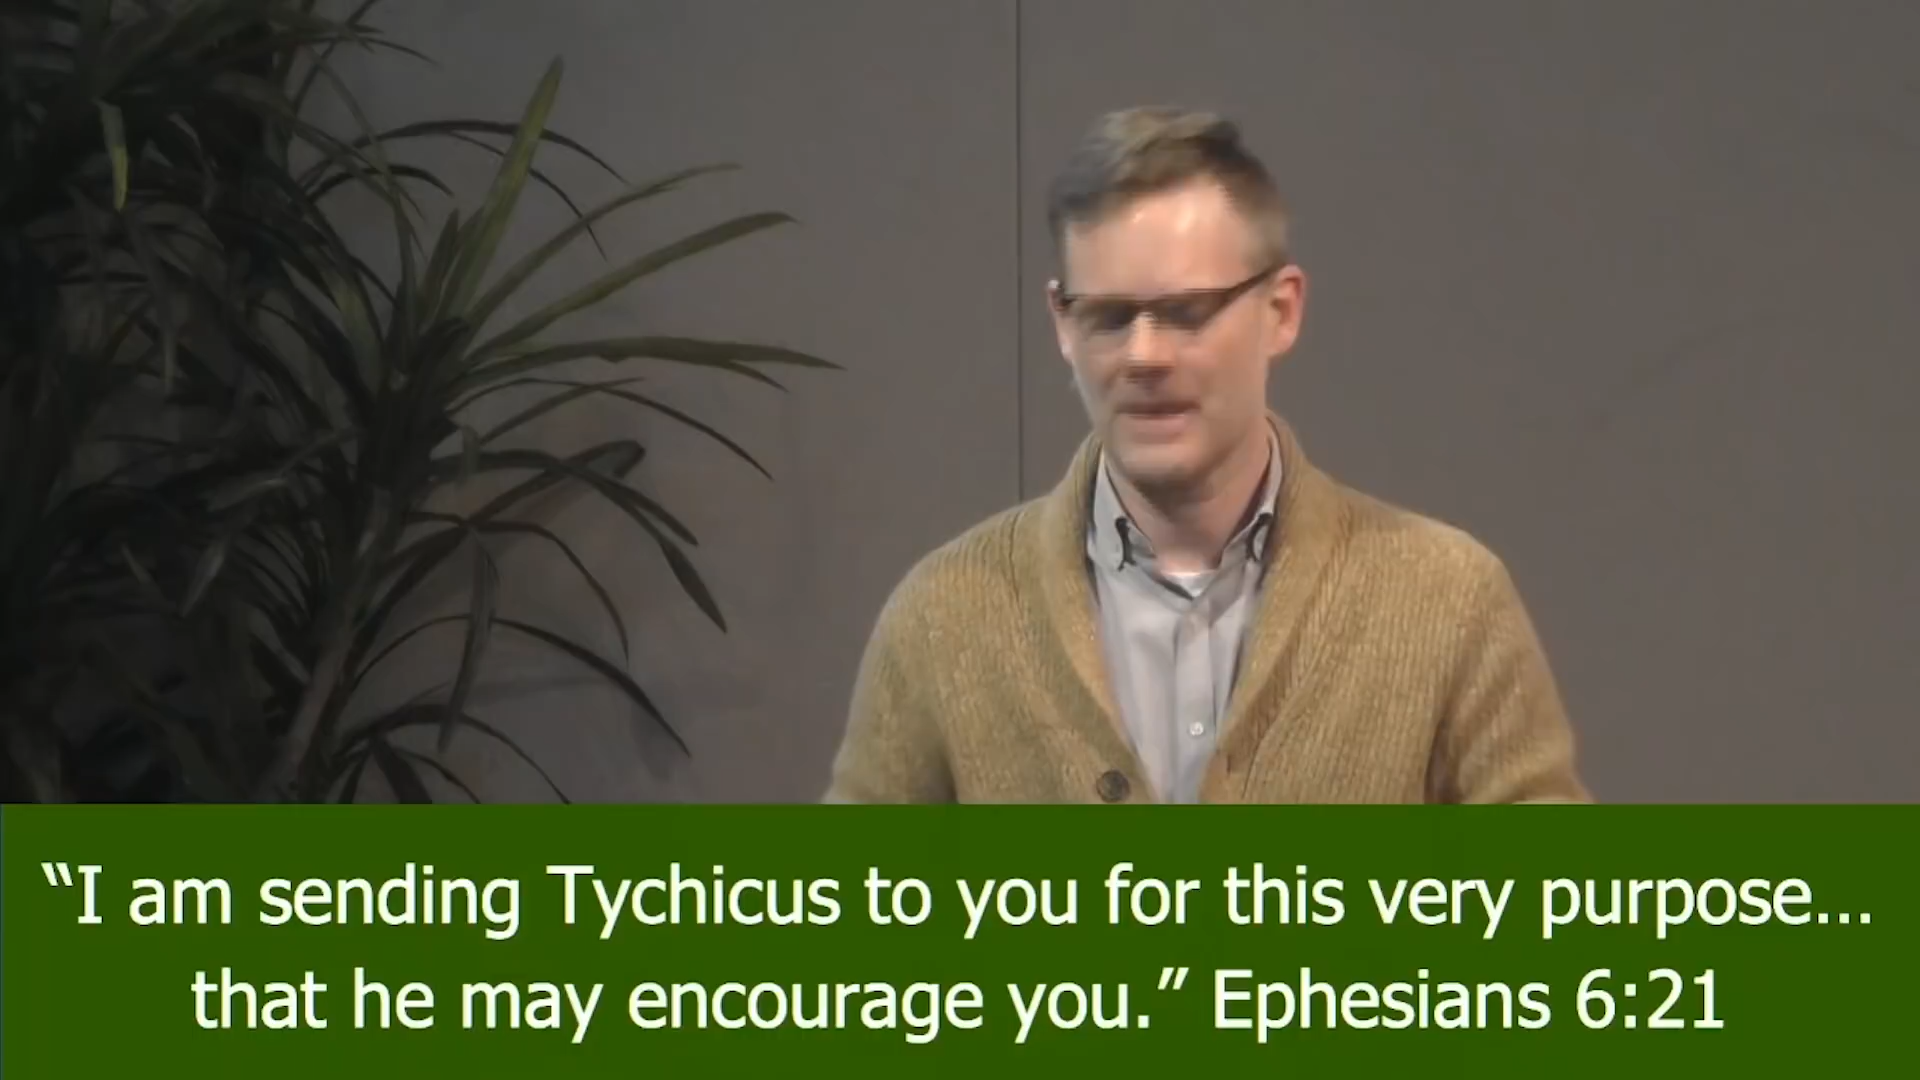 “I am sending Tychicus to you for this very purpose...
that he may encourage you.” Ephesians 6:21